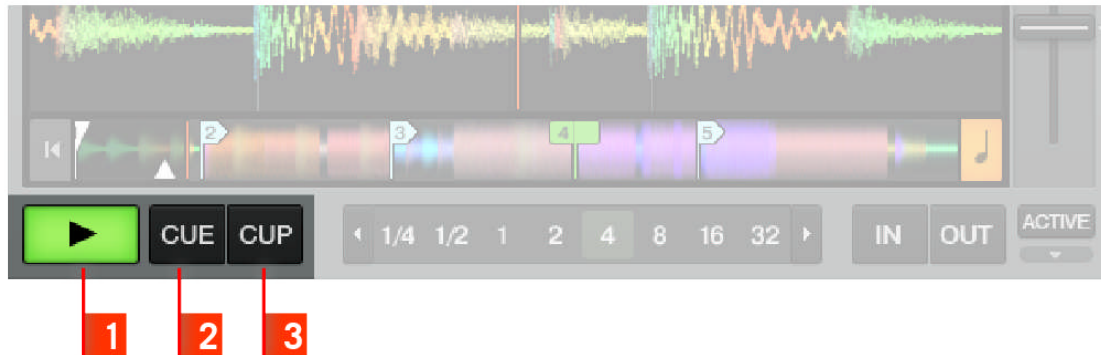 2 3 4 5
CUE CUP 1/4 1/2 1 2 4 8 16 32 IN OUT ACTIVE
1 2 3